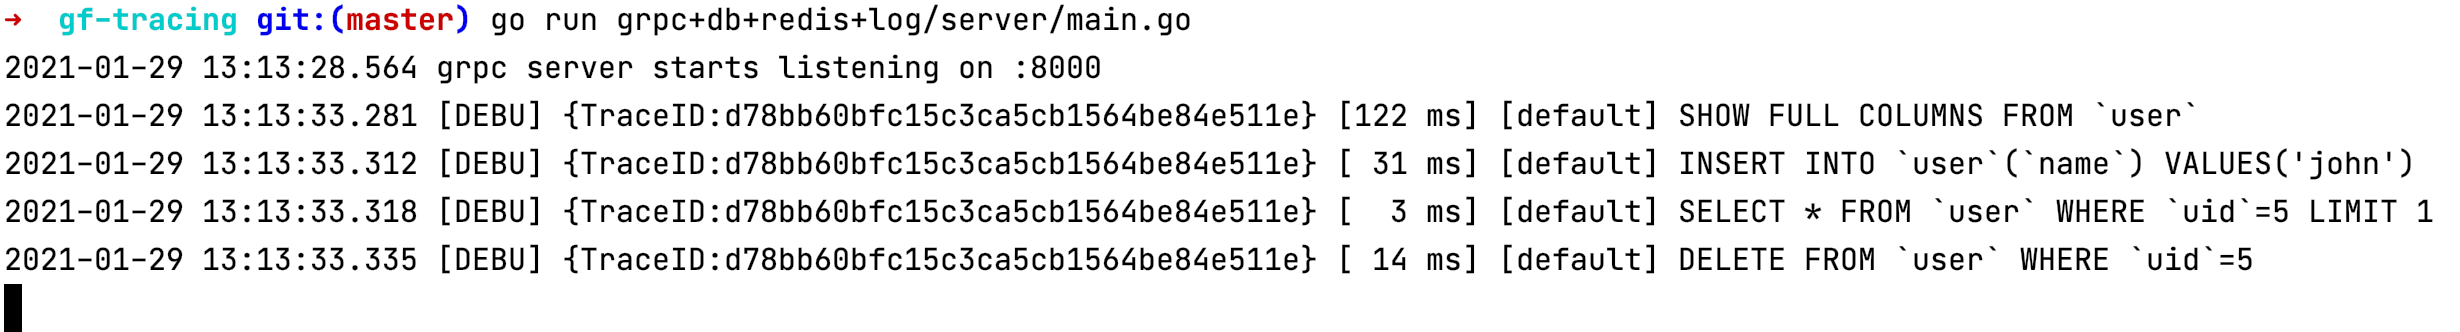 ➜ gf-tracing git:(master) go run grpc+db+redis+log/server/main.go
2021-01-29 13:13:28.564 grpc server starts listening on :8000
2021-01-29 13:13:33.281 [DEBU] {TraceID:d78bb60bfc15c3ca5cb1564be84e511e} [122 ms] [default] SHOW FULL COLUMNS FROM `user`
2021-01-29 13:13:33.312 [DEBU] {TraceID:d78bb60bfc15c3ca5cb1564be84e511e} [ 31 ms] [default] INSERT INTO `user`(`name`) VALUES('john')
2021-01-29 13:13:33.318 [DEBU] {TraceID:d78bb60bfc15c3ca5cb1564be84e511e} [  3 ms] [default] SELECT * FROM `user` WHERE `uid`=5 LIMIT 1
2021-01-29 13:13:33.335 [DEBU] {TraceID:d78bb60bfc15c3ca5cb1564be84e511e} [ 14 ms] [default] DELETE FROM `user` WHERE `uid`=5